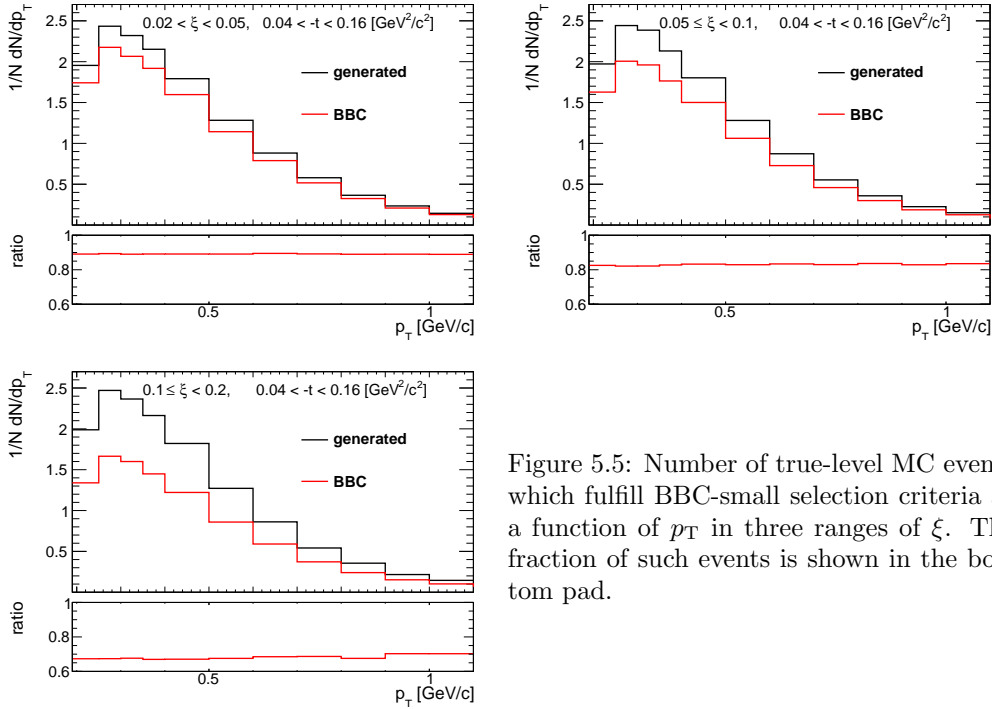 1/N dN/dp_T
0.02 < ξ < 0.05, 0.04 < -t < 0.16 [GeV²/c²]
generated
BBC
2.5
2
1.5
1
0.5
ratio
1
0.8
0.6
0.5
1
p_T [GeV/c]
1/N dN/dp_T
0.05 ≤ ξ < 0.1, 0.04 < -t < 0.16 [GeV²/c²]
generated
BBC
2.5
2
1.5
1
0.5
ratio
1
0.8
0.6
0.5
1
p_T [GeV/c]
1/N dN/dp_T
0.1 ≤ ξ < 0.2, 0.04 < -t < 0.16 [GeV²/c²]
generated
BBC
2.5
2
1.5
1
0.5
ratio
1
0.8
0.6
0.5
1
p_T [GeV/c]
Figure 5.5: Number of true-level MC even
which fulfill BBC-small selection criteria
a function of p_T in three ranges of ξ. Th
fraction of such events is shown in the bo
tom pad.